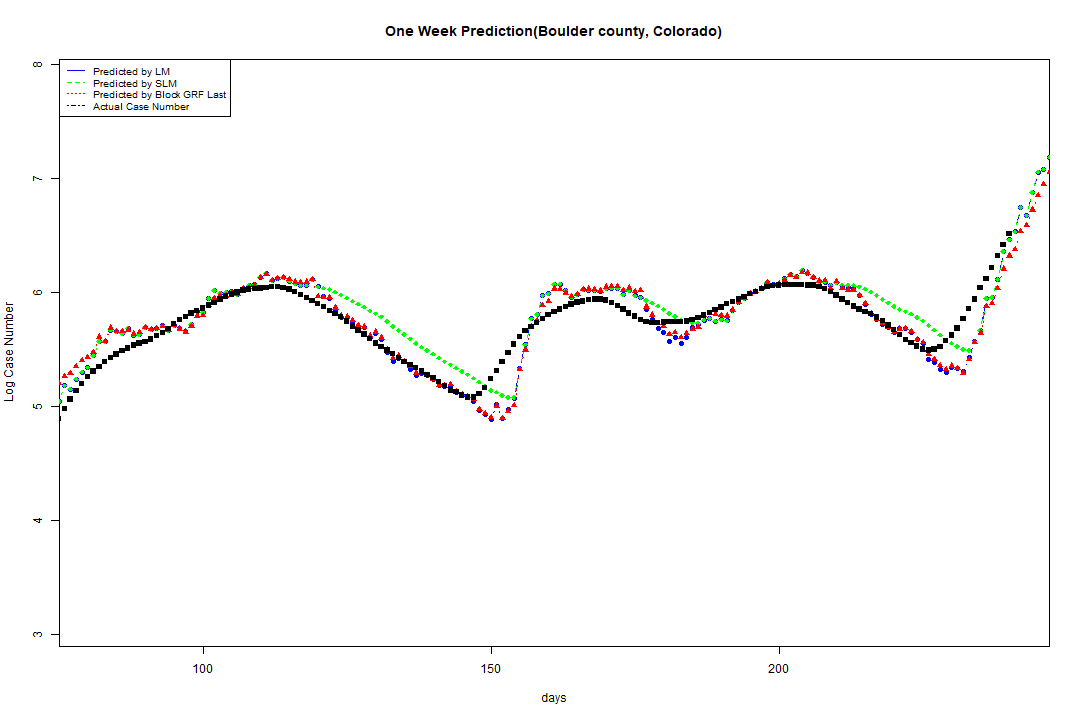 One Week Prediction(Boulder county, Colorado)
Predicted by LM
Predicted by SLM
Predicted by Block GRF Last
Actual Case Number
8
7
6
5
4
3
Log Case Number
100 150 200
days